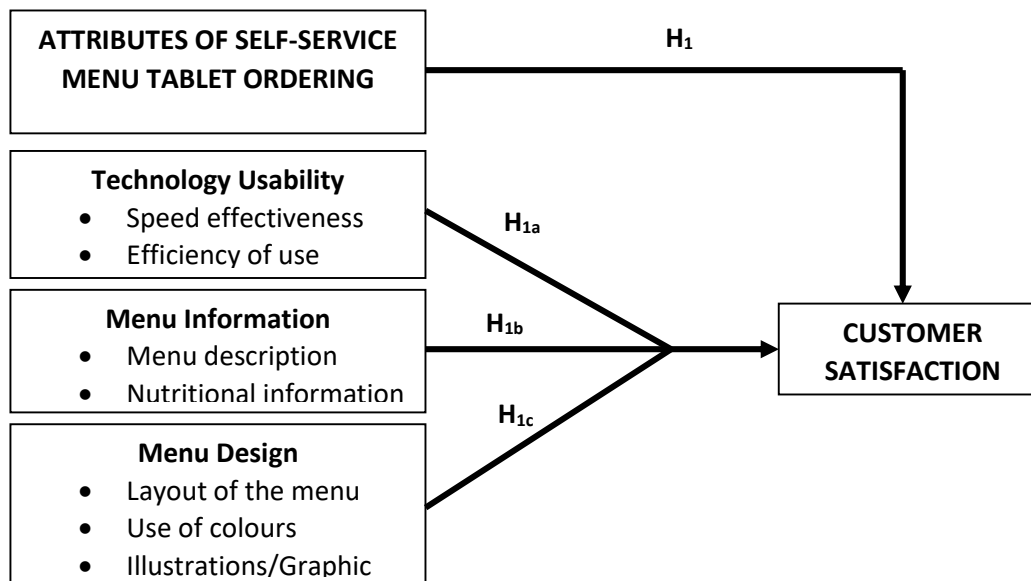 ATTRIBUTES OF SELF-SERVICE
MENU TABLET ORDERING
H1
Technology Usability
• Speed effectiveness
• Efficiency of use
H1a
Menu Information
• Menu description
• Nutritional information
H1b
CUSTOMER
SATISFACTION
H1c
Menu Design
• Layout of the menu
• Use of colours
• Illustrations/Graphic